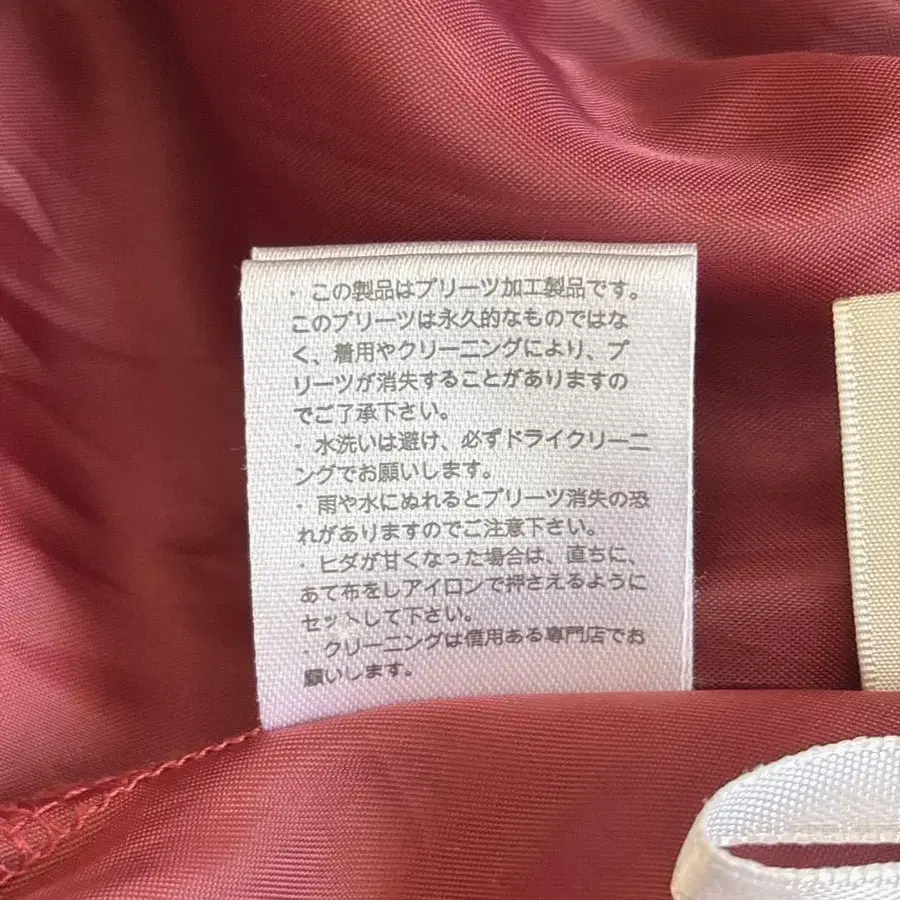 ・この製品はプリーツ加工製品です。
このプリーツは永久的なものではな
く、着用やクリーニングにより、プ
リーツが消失することがありますの
でご了承下さい。
・水洗いは避け、必ずドライクリーニ
ングでお願いします。
・雨や水にぬれるとプリーツ消失の恐
れがありますのでご注意下さい。
・ヒダが甘くなった場合は、直ちに、
あて布をしアイロンで押さえるように
セットして下さい。
・クリーニングは信用ある専門店でお
願いします。